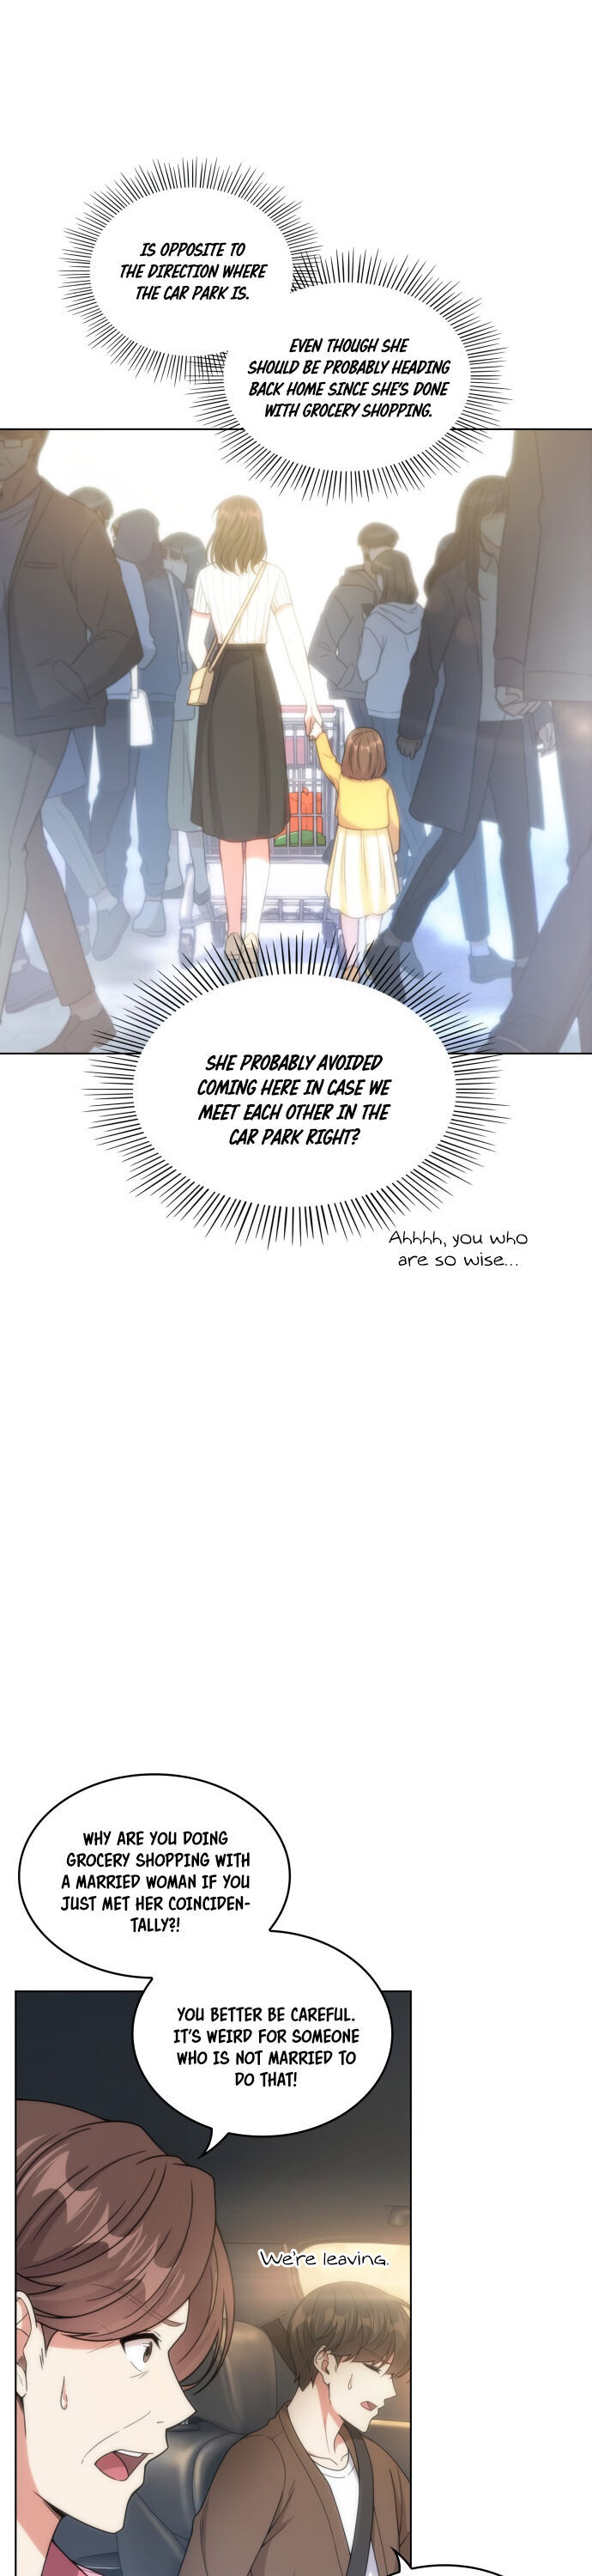 IS OPPOSITE TO
THE DIRECTION WHERE
THE CAR PARK IS.
EVEN THOUGH SHE
SHOULD BE PROBABLY HEADING
BACK HOME SINCE SHE'S DONE
WITH GROCERY SHOPPING.
SHE PROBABLY AVOIDED
COMING HERE IN CASE WE
MEET EACH OTHER IN THE
CAR PARK RIGHT?
Ahhhh, you who
are so wise...
WHY ARE YOU DOING
GROCERY SHOPPING WITH
A MARRIED WOMAN IF YOU
JUST MET HER COINCIDEN-
TALLY?!
YOU BETTER BE CAREFUL.
IT'S WEIRD FOR SOMEONE
WHO IS NOT MARRIED TO
DO THAT!
We're leaving.